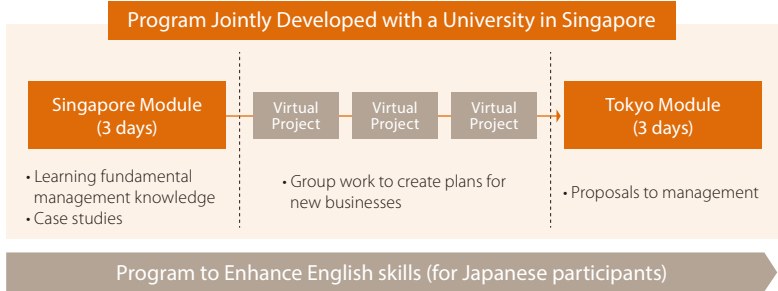 Program Jointly Developed with a University in Singapore
Singapore Module
(3 days)
Virtual
Project
Virtual
Project
Virtual
Project
Tokyo Module
(3 days)
• Learning fundamental
management knowledge
• Case studies
• Group work to create plans for
new businesses
• Proposals to management
Program to Enhance English skills (for Japanese participants)